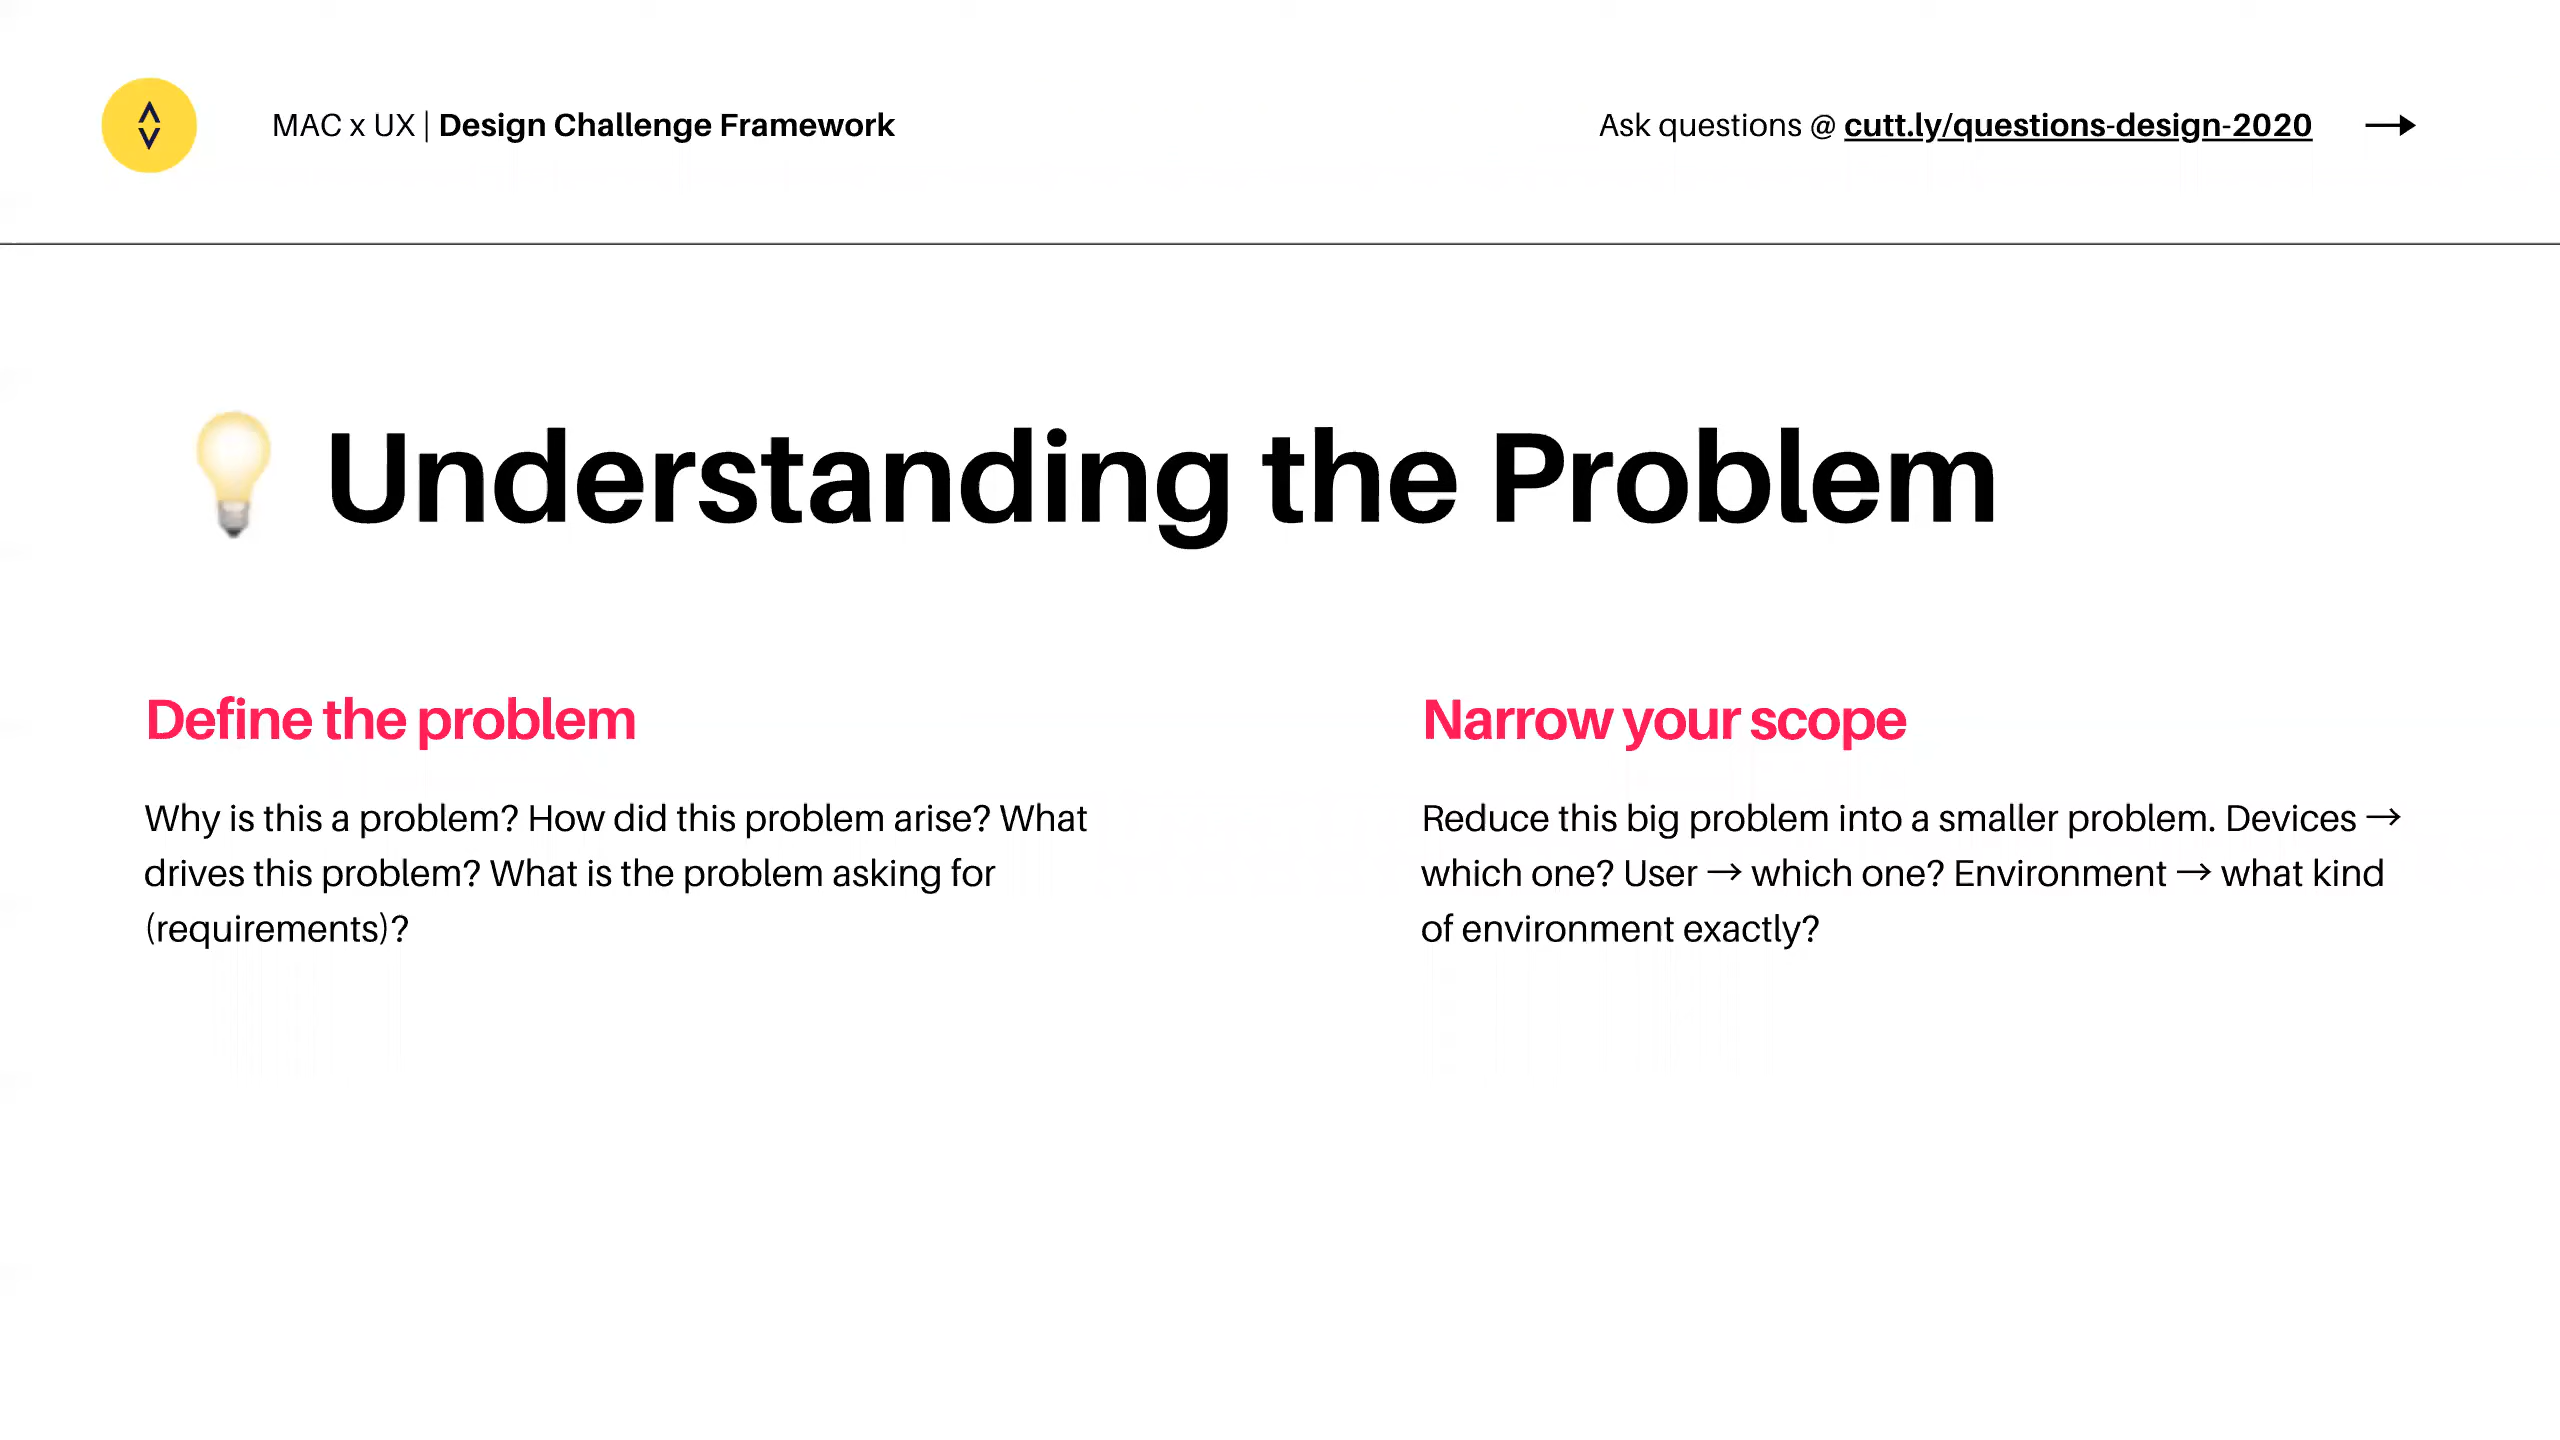 MAC x UX | Design Challenge Framework
Ask questions @ cutt.ly/questions-design-2020 →
Understanding the Problem
Define the problem
Why is this a problem? How did this problem arise? What
drives this problem? What is the problem asking for
(requirements)?
Narrow your scope
Reduce this big problem into a smaller problem. Devices →
which one? User → which one? Environment → what kind
of environment exactly?